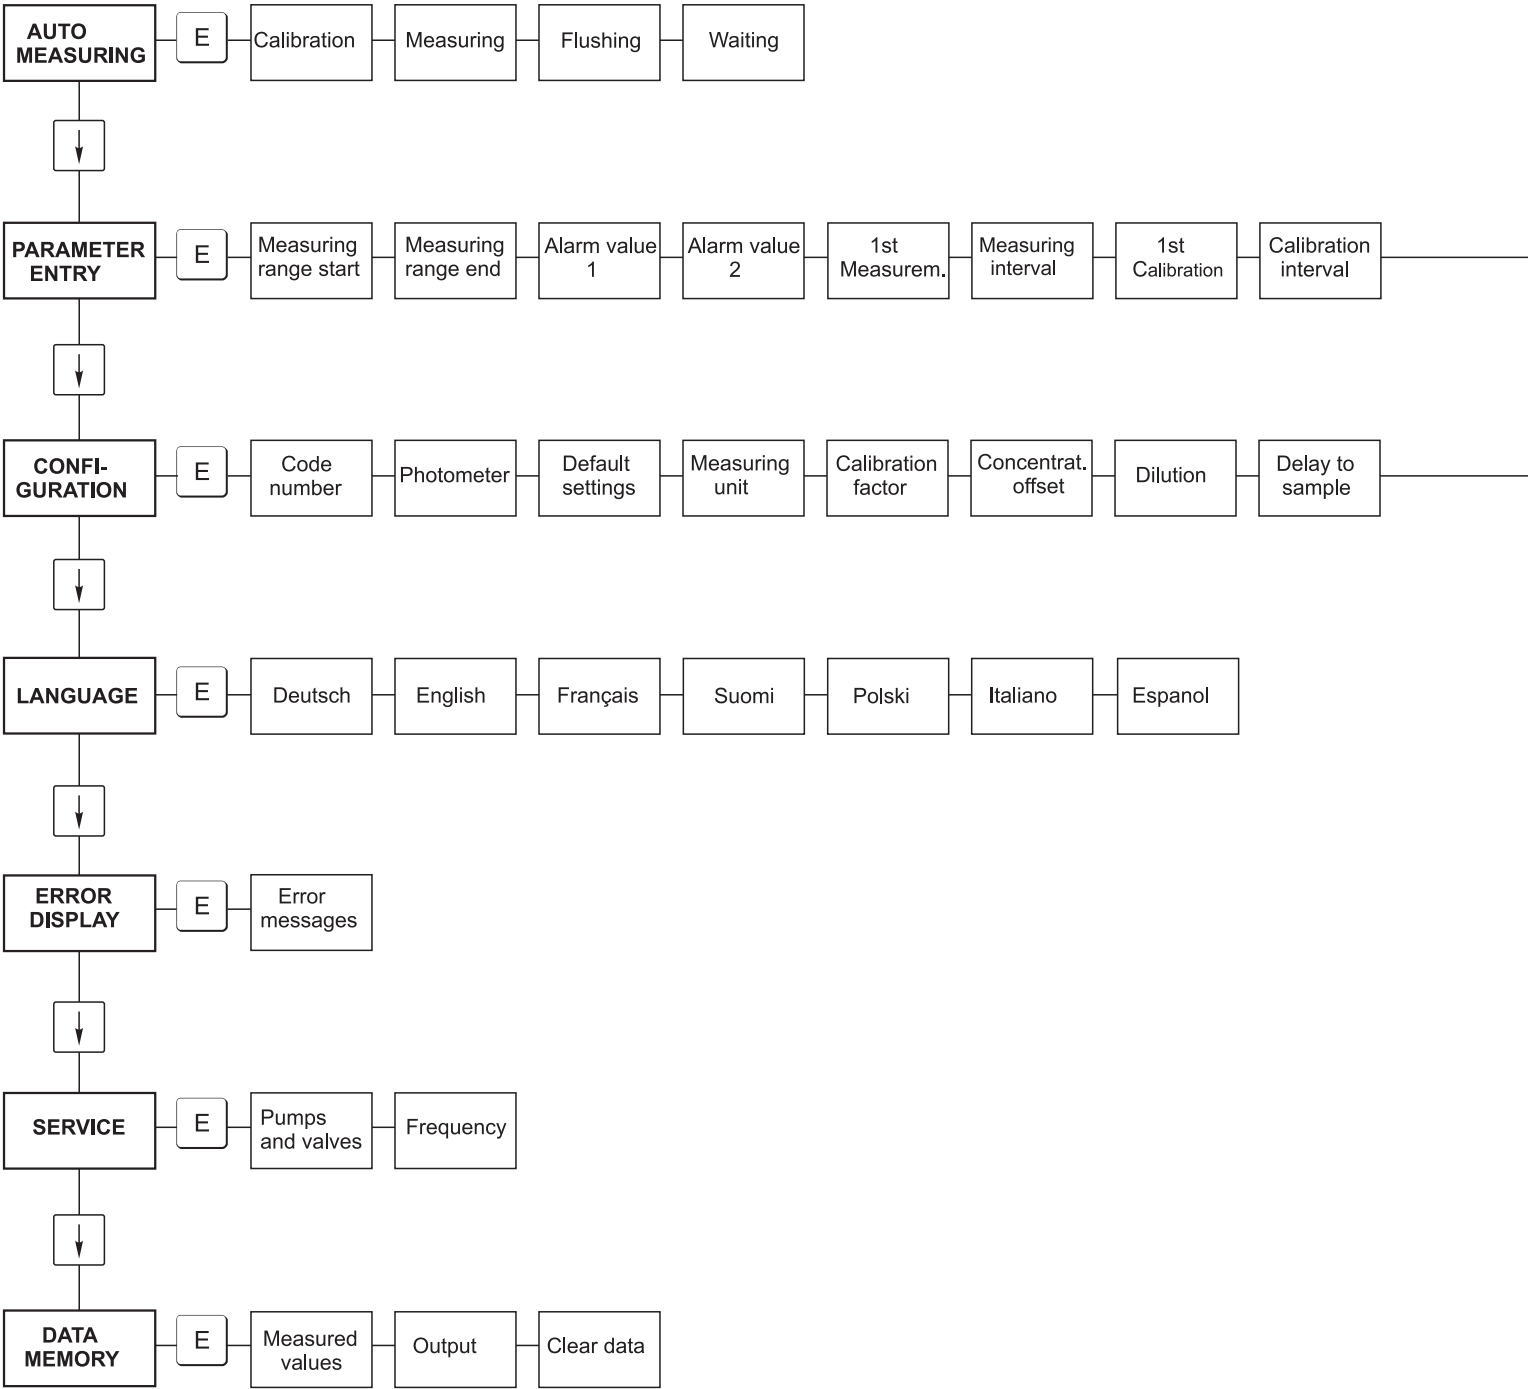 AUTO
MEASURING
E
Calibration
Measuring
Flushing
Waiting
PARAMETER
ENTRY
E
Measuring
range start
Measuring
range end
Alarm value
1
Alarm value
2
1st
Measurem.
Measuring
interval
1st
Calibration
Calibration
interval
CONFI-
GURATION
E
Code
number
Photometer
Default
settings
Measuring
unit
Calibration
factor
Concentrat.
offset
Dilution
Delay to
sample
LANGUAGE
E
Deutsch
English
Français
Suomi
Polski
Italiano
Espanol
ERROR
DISPLAY
E
Error
messages
SERVICE
E
Pumps
and valves
Frequency
DATA
MEMORY
E
Measured
values
Output
Clear data